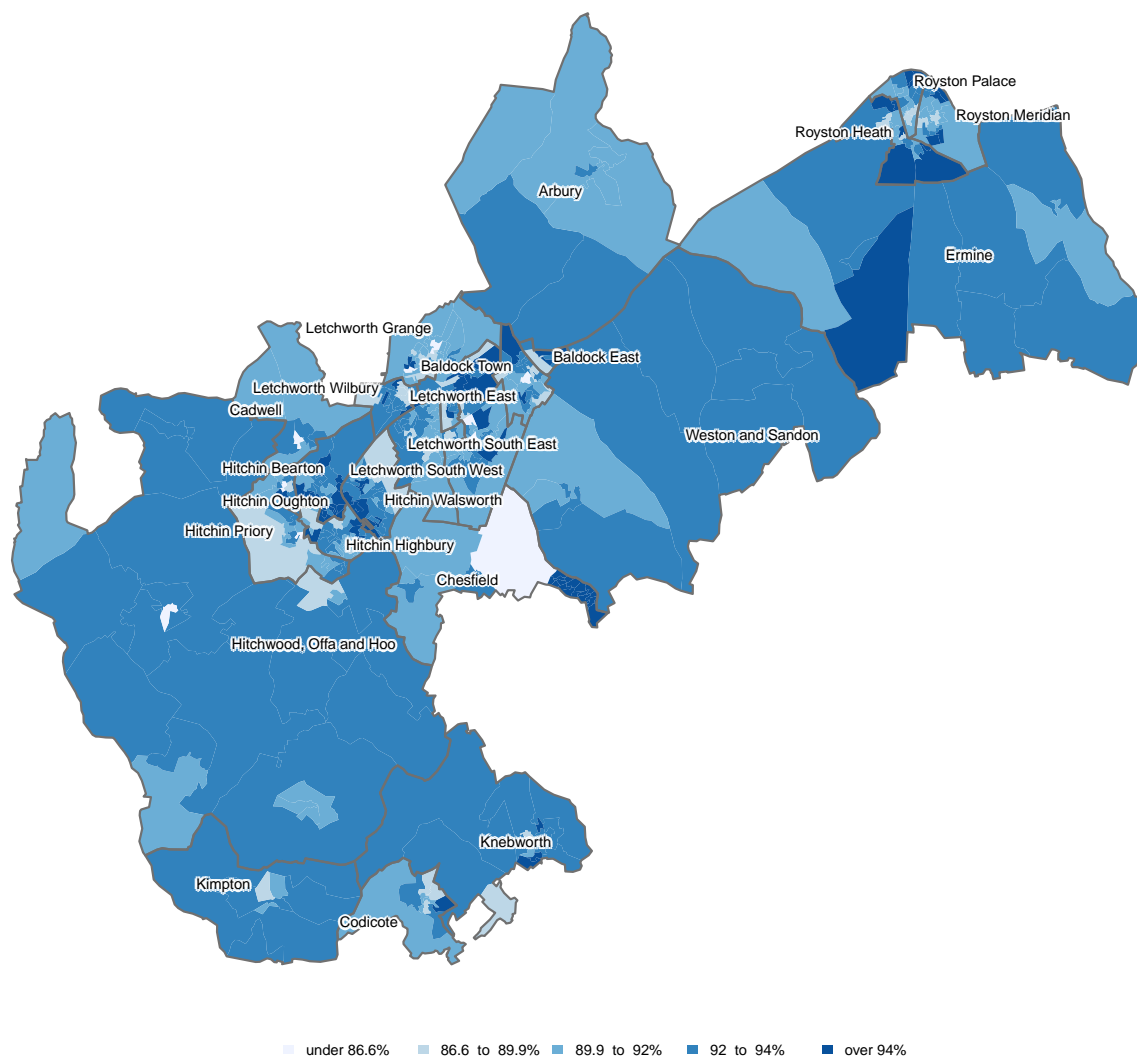 Royston Palace
Royston Meridian
Royston Heath
Arbury
Ermine
Letchworth Grange
Baldock East
Baldock Town
Letchworth Wilbury
Letchworth East
Cadwell
Weston and Sandon
Letchworth South East
Hitchin Bearton
Letchworth South West
Hitchin Oughton
Hitchin Walsworth
Hitchin Priory
Hitchin Highbury
Chesfield
Hitchwood, Offa and Hoo
Knebworth
Kimpton
Codicote
under 86.6% 86.6 to 89.9% 89.9 to 92% 92 to 94% over 94%